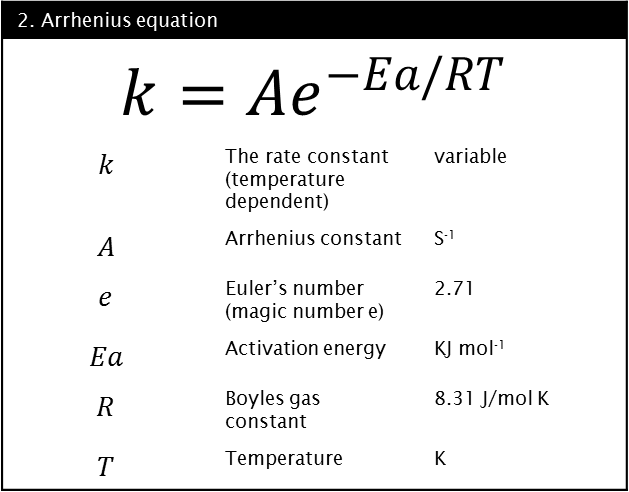 2. Arrhenius equation
k = Ae^{−Ea/RT}
k The rate constant variable
(temperature
dependent)
A Arrhenius constant S⁻¹
e Euler’s number 2.71
(magic number e)
Ea Activation energy KJ mol⁻¹
R Boyles gas 8.31 J/mol K
constant
T Temperature K